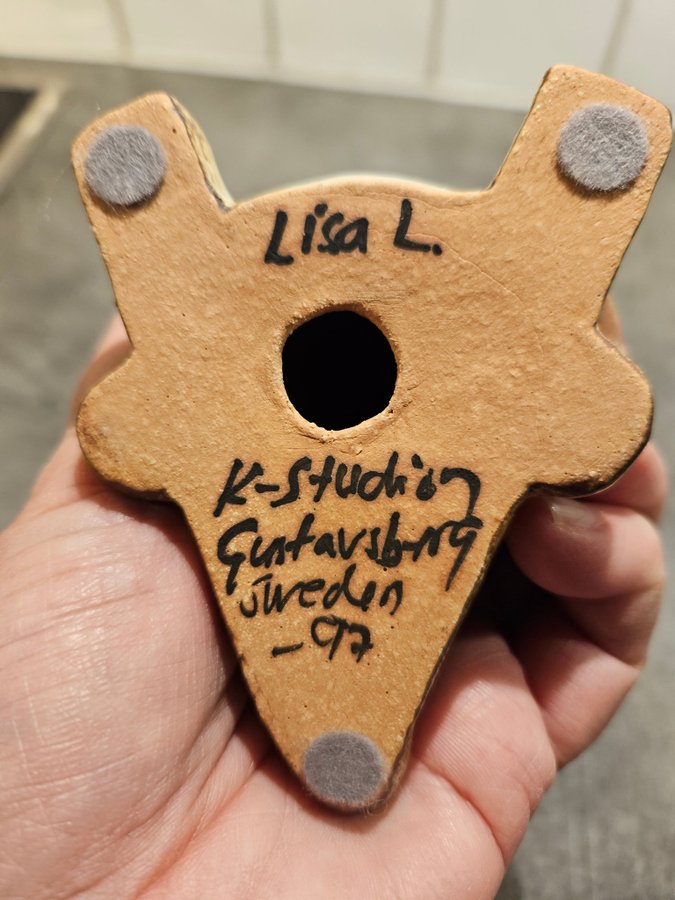 Lisa L.
K-Studion
Gustavsberg
Sweden
-97